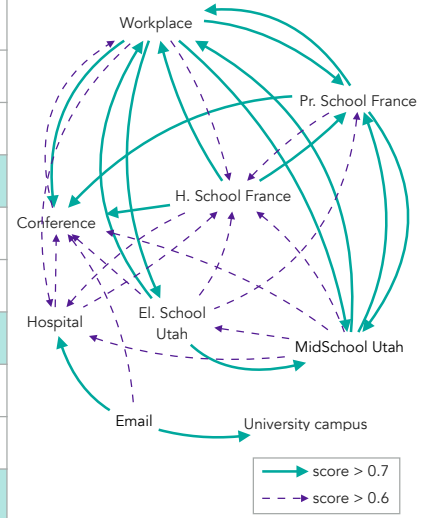 Workplace
Pr. School France
H. School France
Conference
Hospital
El. School
Utah
MidSchool Utah
Email
University campus
score > 0.7
score > 0.6